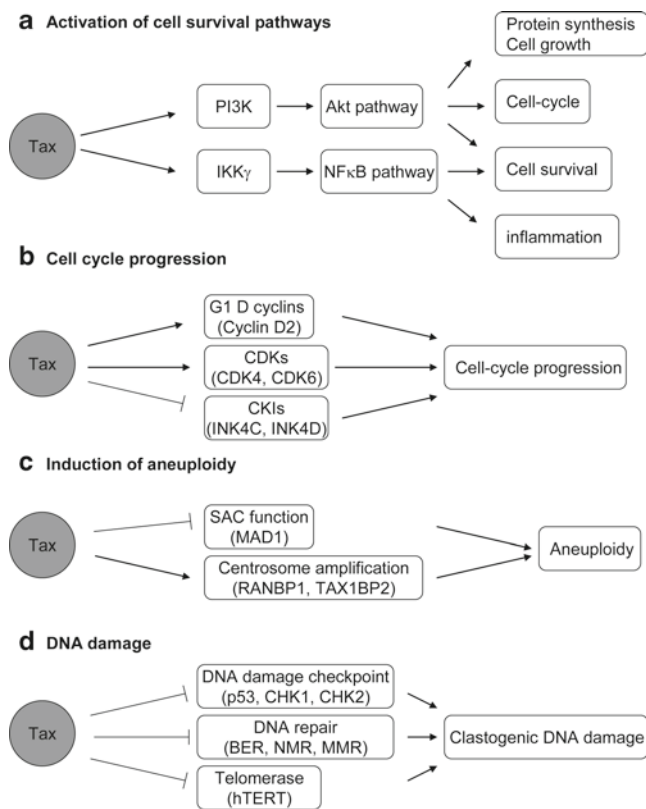 a Activation of cell survival pathways
Protein synthesis
Cell growth
Tax
PI3K
Akt pathway
Cell-cycle
IKKγ
NFκB pathway
Cell survival
inflammation
b Cell cycle progression
Tax
G1 D cyclins
(Cyclin D2)
CDKs
(CDK4, CDK6)
CKIs
(INK4C, INK4D)
Cell-cycle progression
c Induction of aneuploidy
Tax
SAC function
(MAD1)
Centrosome amplification
(RANBP1, TAX1BP2)
Aneuploidy
d DNA damage
Tax
DNA damage checkpoint
(p53, CHK1, CHK2)
DNA repair
(BER, NMR, MMR)
Telomerase
(hTERT)
Clastogenic DNA damage